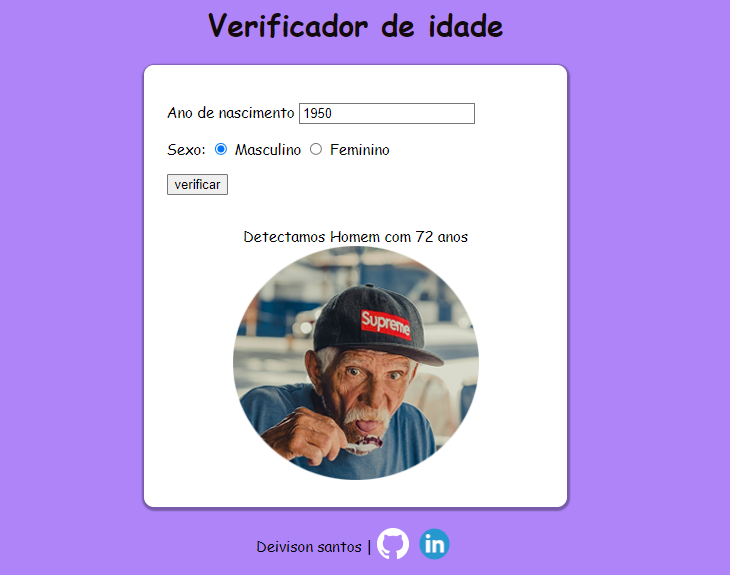 Verificador de idade
Ano de nascimento 1950
Sexo: Masculino Feminino
verificar
Detectamos Homem com 72 anos
Supreme
Deivison santos |
in